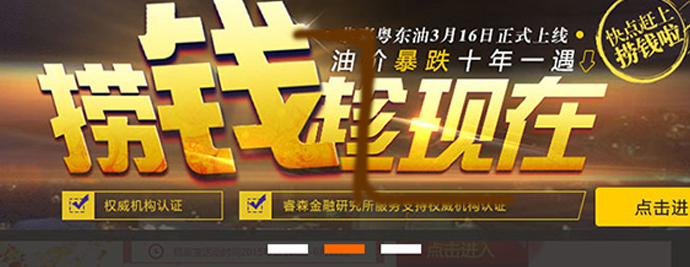 粤东油3月16日正式上线
油价暴跌十年一遇
快点赶上
捞钱啦
捞钱趁现在
权威机构认证
睿森金融研究所服务支持权威机构认证
点击进
点击进入